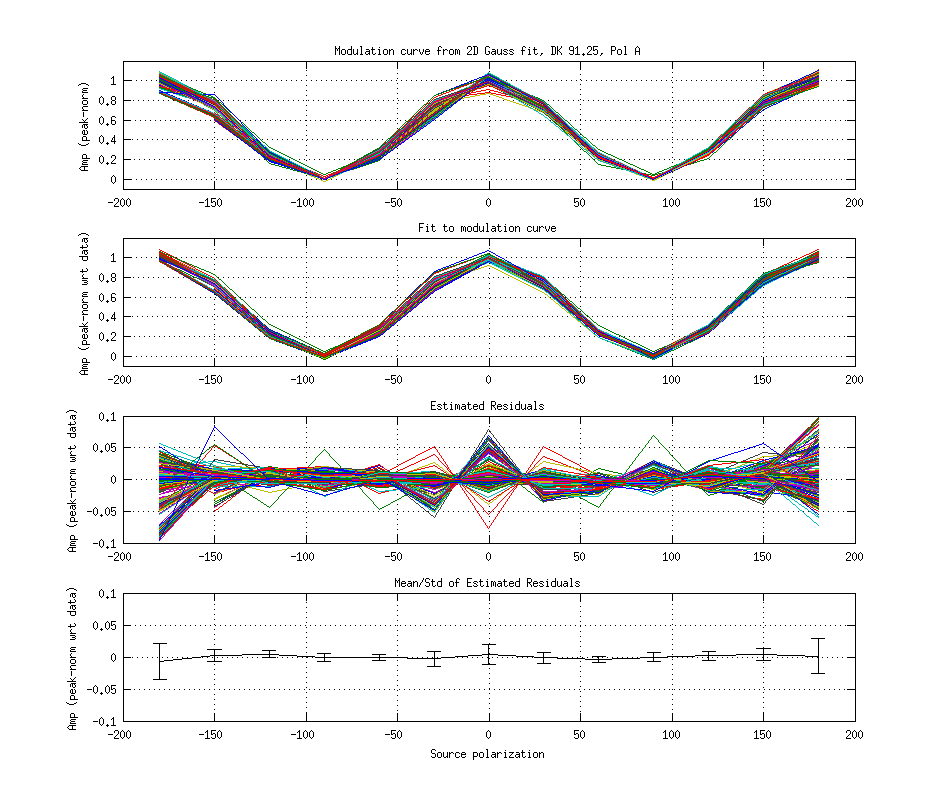 Modulation curve from 2D Gauss fit, DK 91.25, Pol A
Amp (peak-norm)
1
0.8
0.6
0.4
0.2
0
-200 -150 -100 -50 0 50 100 150 200
Fit to modulation curve
Amp (peak-norm wrt data)
1
0.8
0.6
0.4
0.2
0
-200 -150 -100 -50 0 50 100 150 200
Estimated Residuals
Amp (peak-norm wrt data)
0.1
0.05
0
-0.05
-0.1
-200 -150 -100 -50 0 50 100 150 200
Mean/Std of Estimated Residuals
Amp (peak-norm wrt data)
0.1
0.05
0
-0.05
-0.1
-200 -150 -100 -50 0 50 100 150 200
Source polarization